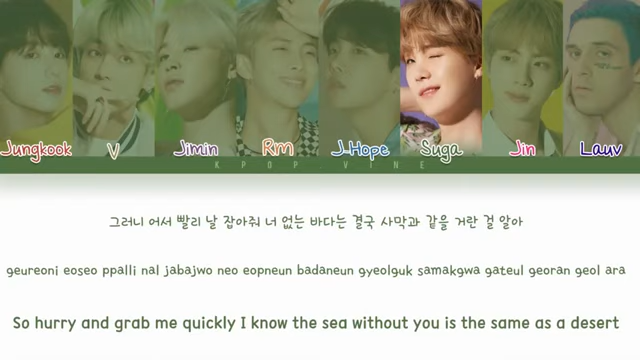 Jungkook V Jimin Rm J-Hope Suga Jin Lauv
KPOP.VINE
그러니 어서 빨리 날 잡아줘 너 없는 바다는 결국 사막과 같을 거란 걸 알아
geureoni eoseo ppalli nal jabajwo neo eopneun badaneun gyeolguk samakgwa gateul georan geol ara
So hurry and grab me quickly I know the sea without you is the same as a desert